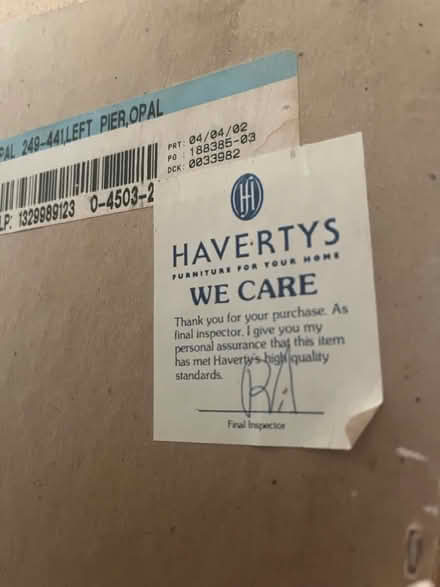 PAL 249-441,LEFT PIER,OPAL
PRT: 04/04/02
PO : 188385-03
DCK: 0033982
LP: 1329989123 0-4503-2
H
HAVERTYS
FURNITURE FOR YOUR HOME
WE CARE
Thank you for your purchase. As
final inspector, I give you my
personal assurance that this item
has met Haverty's high quality
standards.
Final Inspector